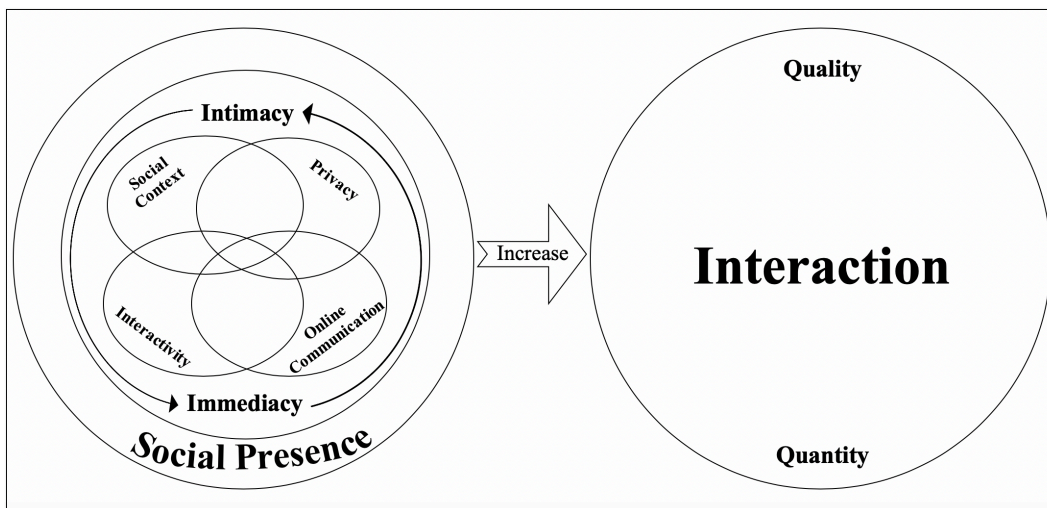 Quality
Intimacy
Social
Context
Privacy
Increase
Interaction
Interactivity
Online
Communication
Immediacy
Social Presence
Quantity